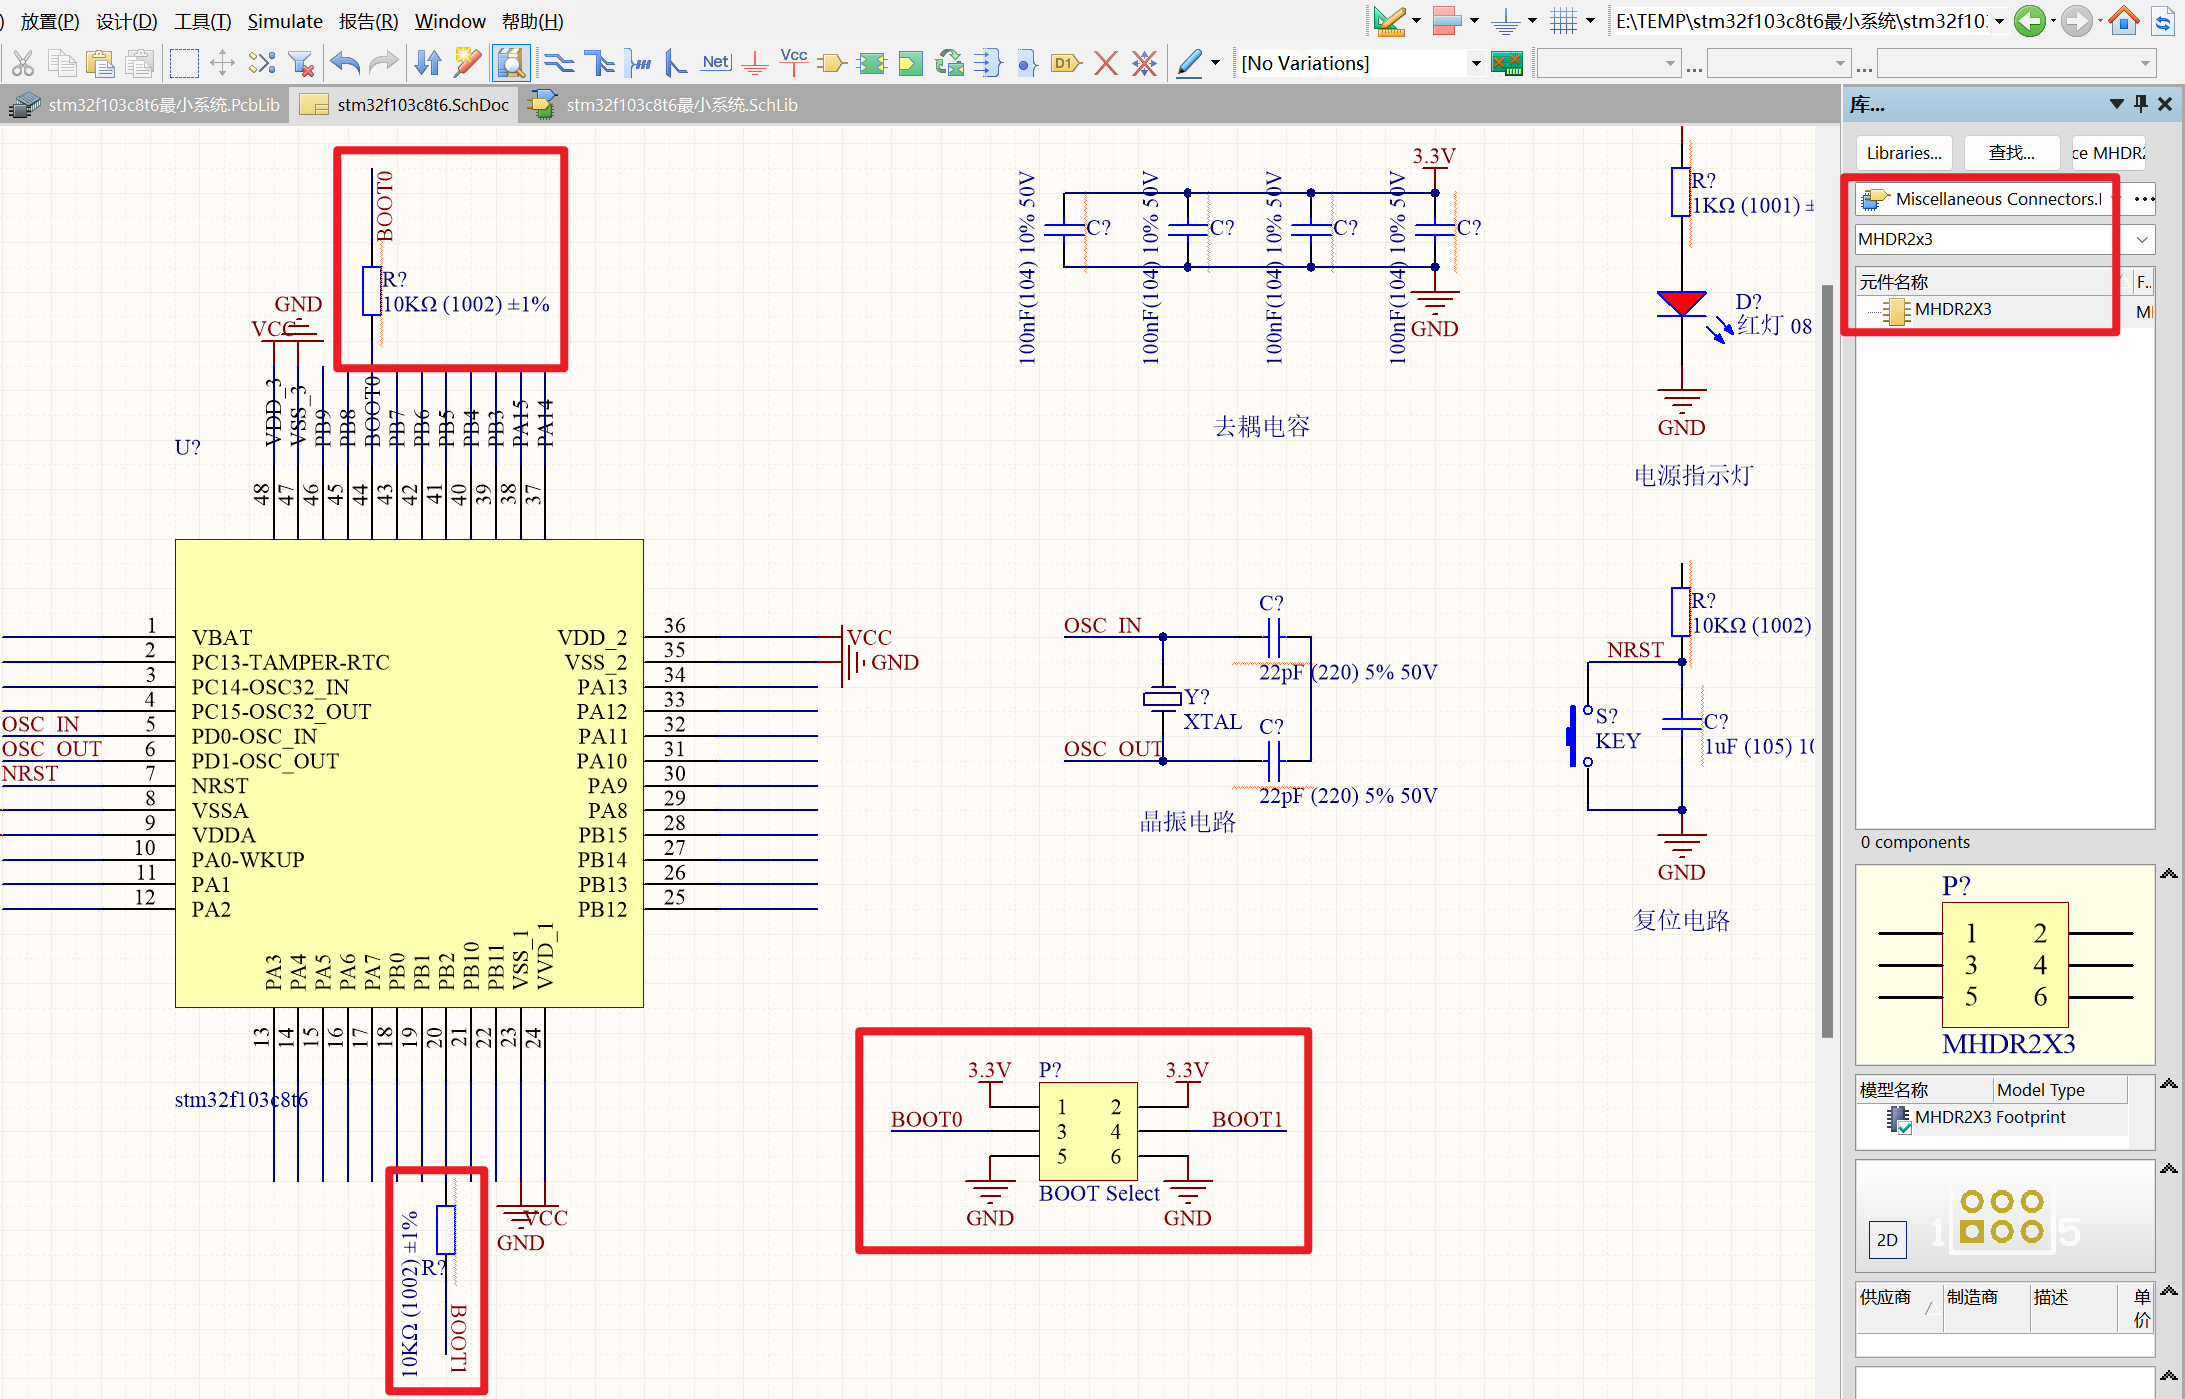 ) 放置(P) 设计(D) 工具(T) Simulate 报告(R) Window 帮助(H)
E:\TEMP\stm32f103c8t6最小系统\stm32f10
Net Vcc D1 [No Variations] ... ...
stm32f103c8t6最小系统.PcbLib stm32f103c8t6.SchDoc stm32f103c8t6最小系统.SchLib
库...
Libraries... 查找... ce MHDR2
Miscellaneous Connectors.I ...
MHDR2x3
元件名称 F..
MHDR2X3 MI
0 components
P?
1 2
3 4
5 6
MHDR2X3
模型名称 Model Type
MHDR2X3 Footprint
2D 1 5
供应商 制造商 描述 单价
BOOT0
R?
10KΩ (1002) ±1%
GND
VCC
VDD_3
VSS_3
PB9
PB8
BOOT0
PB7
PB6
PB5
PB4
PB3
PA15
PA14
U?
48 47 46 45 44 43 42 41 40 39 38 37
1 VBAT
2 PC13-TAMPER-RTC
3 PC14-OSC32_IN
4 PC15-OSC32_OUT
OSC_IN 5 PD0-OSC_IN
OSC_OUT 6 PD1-OSC_OUT
NRST 7 NRST
8 VSSA
9 VDDA
10 PA0-WKUP
11 PA1
12 PA2
VDD_2 36 VCC
VSS_2 35 GND
PA13 34
PA12 33
PA11 32
PA10 31
PA9 30
PA8 29
PB15 28
PB14 27
PB13 26
PB12 25
PA3
PA4
PA5
PA6
PA7
PB0
PB1
PB2
PB10
PB11
VSS_1
VVD_1
13 14 15 16 17 18 19 20 21 22 23 24
stm32f103c8t6
10KΩ (1002) ±1%
R?
BOOT1
VCC
GND
3.3V
100nF(104) 10% 50V
C?
100nF(104) 10% 50V
C?
100nF(104) 10% 50V
C?
100nF(104) 10% 50V
C?
GND
去耦电容
R?
1KΩ (1001) ±
D?
红灯 08
GND
电源指示灯
OSC_IN
C?
22pF (220) 5% 50V
Y?
XTAL
OSC_OUT
C?
22pF (220) 5% 50V
晶振电路
R?
10KΩ (1002)
NRST
S?
KEY
C?
1uF (105) 10
GND
复位电路
3.3V P? 3.3V
1 2
BOOT0 3 4 BOOT1
5 6
BOOT Select
GND GND